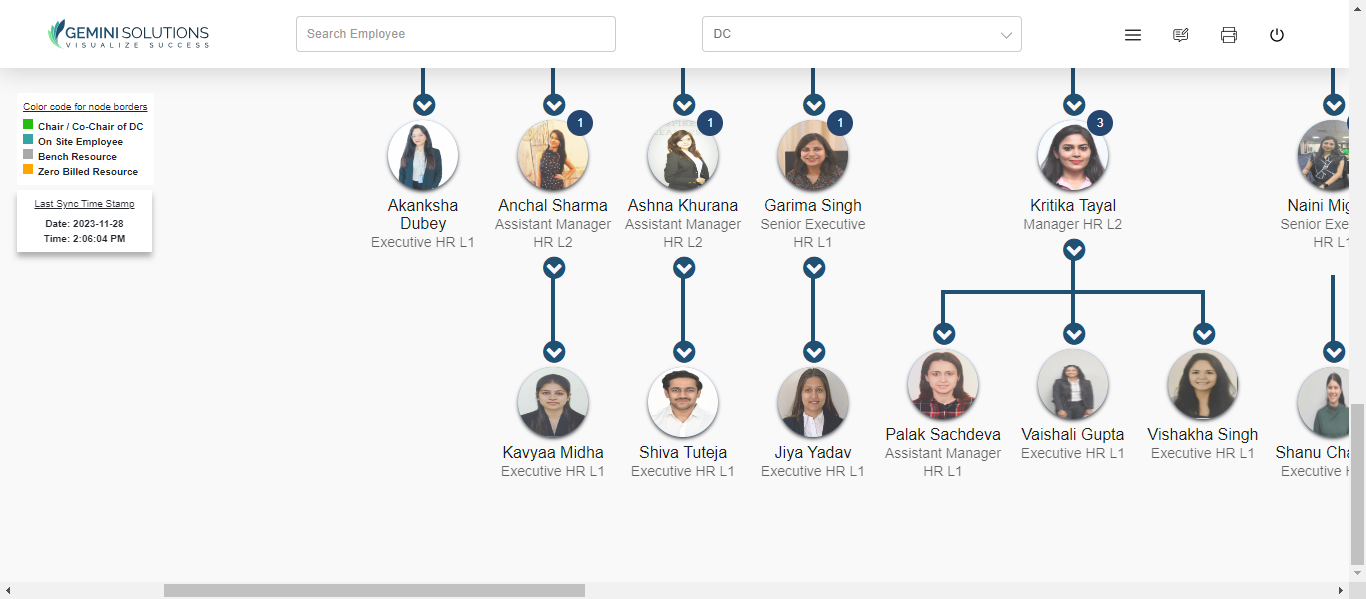 GEMINI SOLUTIONS
VISUALIZE SUCCESS
Search Employee
DC
Color code for node borders
Chair / Co-Chair of DC
On Site Employee
Bench Resource
Zero Billed Resource
Last Sync Time Stamp
Date: 2023-11-28
Time: 2:06:04 PM
1
1
1
3
Akanksha
Dubey
Executive HR L1
Anchal Sharma
Assistant Manager
HR L2
Ashna Khurana
Assistant Manager
HR L2
Garima Singh
Senior Executive
HR L1
Kritika Tayal
Manager HR L2
Naini Mig
Senior Exe
HR L1
Kavyaa Midha
Executive HR L1
Shiva Tuteja
Executive HR L1
Jiya Yadav
Executive HR L1
Palak Sachdeva
Assistant Manager
HR L1
Vaishali Gupta
Executive HR L1
Vishakha Singh
Executive HR L1
Shanu Cha
Executive H